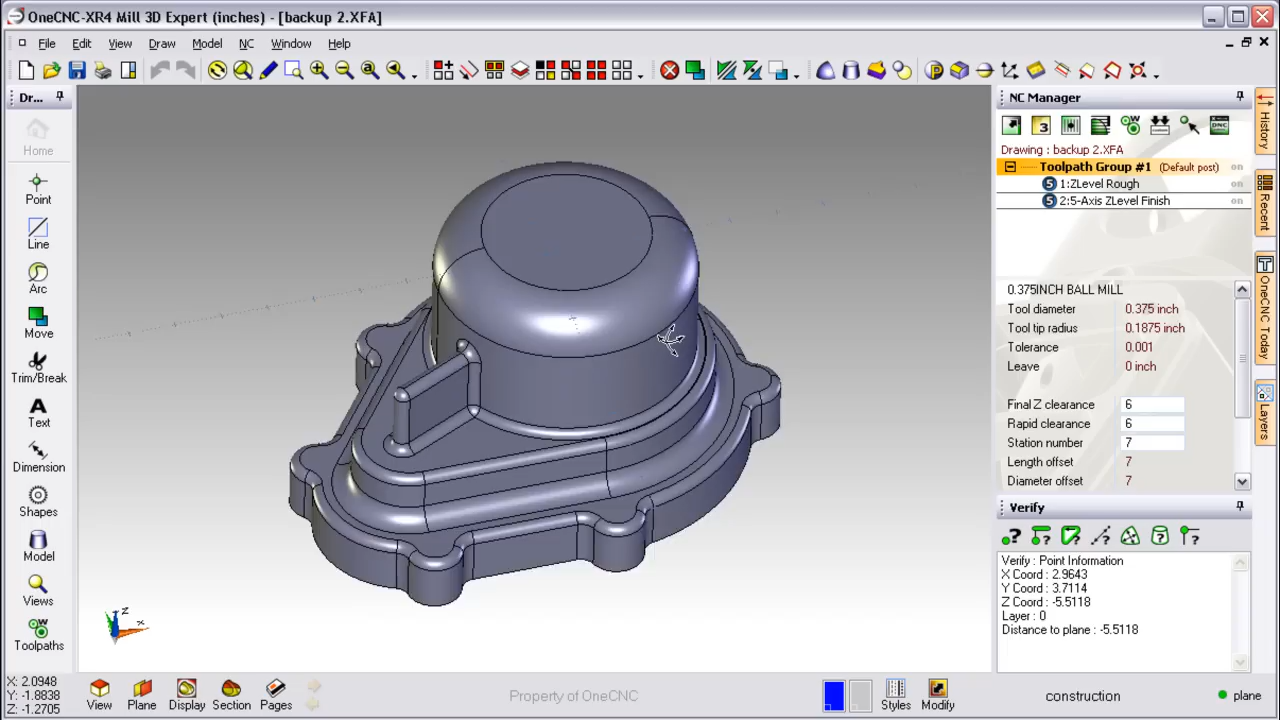 OneCNC-XR4 Mill 3D Expert (inches) - [backup 2.XFA]
File Edit View Draw Model NC Window Help
Dr...
Home
Point
Line
Arc
Move
Trim/Break
Text
Dimension
Shapes
Model
Views
Toolpaths
NC Manager
Drawing : backup 2.XFA
Toolpath Group #1 (Default post) on
1:ZLevel Rough on
2:5-Axis ZLevel Finish on
0.375INCH BALL MILL
Tool diameter 0.375 inch
Tool tip radius 0.1875 inch
Tolerance 0.001
Leave 0 inch
Final Z clearance 6
Rapid clearance 6
Station number 7
Length offset 7
Diameter offset 7
Verify
Verify : Point Information
X Coord : 2.9643
Y Coord : 3.7114
Z Coord : -5.5118
Layer : 0
Distance to plane : -5.5118
History
Recent
OneCNC Today
Layers
z
x
X: 2.0948
Y: -1.8838
Z: -1.2705
View Plane Display Section Pages
Property of OneCNC
Styles Modify
construction
plane